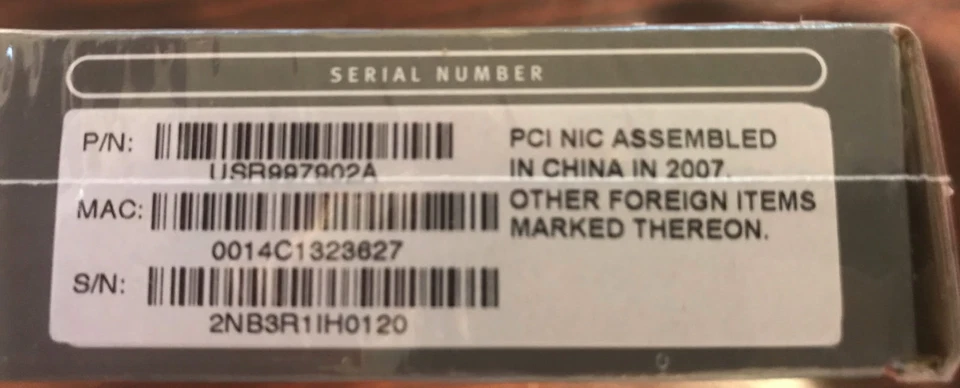 SERIAL NUMBER
P/N:
USR997902A
MAC:
0014C1323627
S/N:
2NB3R1IH0120
PCI NIC ASSEMBLED
IN CHINA IN 2007.
OTHER FOREIGN ITEMS
MARKED THEREON.